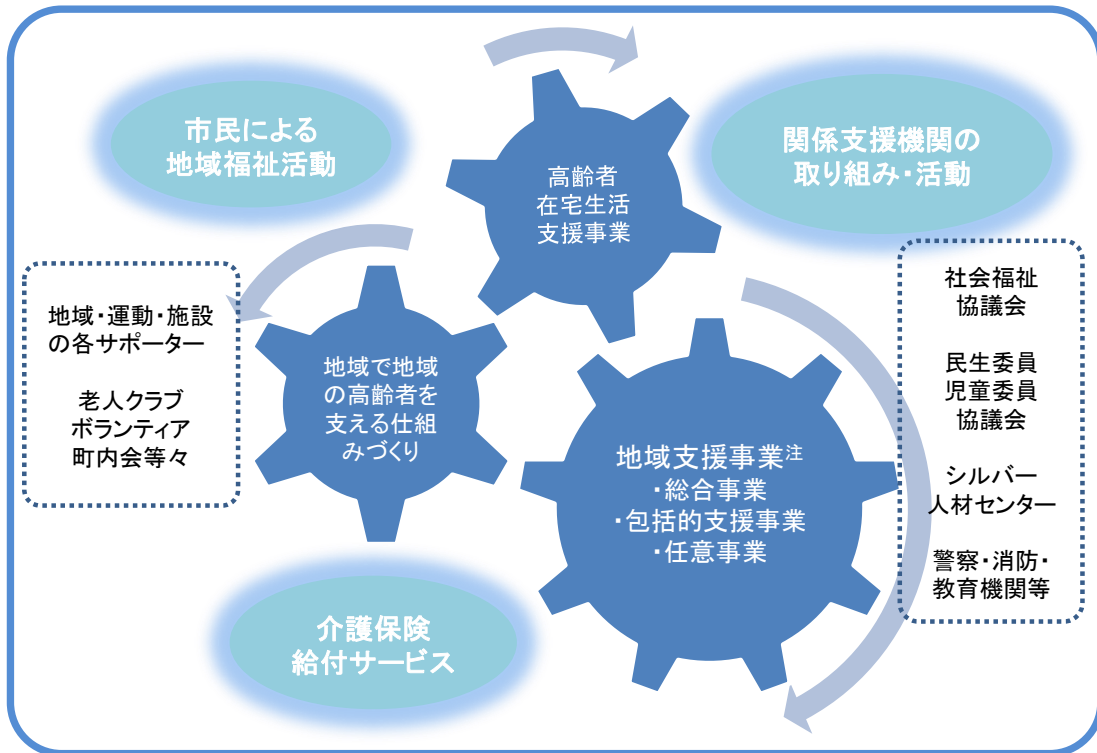 市民による
地域福祉活動
関係支援機関の
取り組み・活動
高齢者
在宅生活
支援事業
地域・運動・施設
の各サポーター
老人クラブ
ボランティア
町内会等々
地域で地域
の高齢者を
支える仕組
みづくり
地域支援事業注
・総合事業
・包括的支援事業
・任意事業
社会福祉
協議会
民生委員
児童委員
協議会
シルバー
人材センター
警察・消防・
教育機関等
介護保険
給付サービス